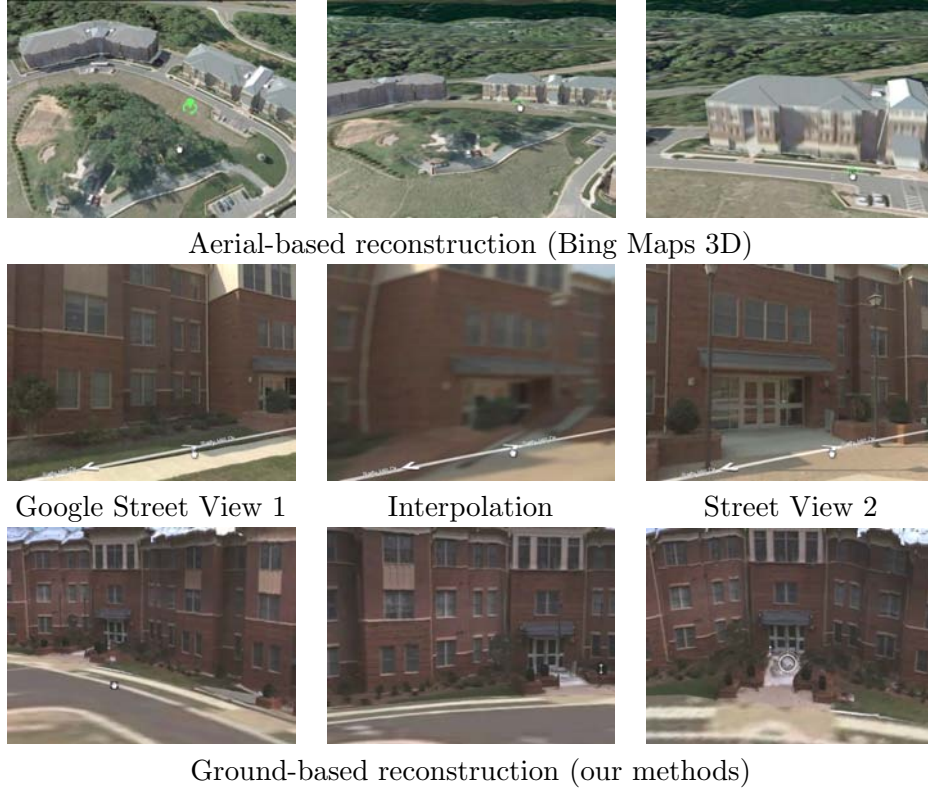 Aerial-based reconstruction (Bing Maps 3D)
Google Street View 1
Interpolation
Street View 2
Ground-based reconstruction (our methods)